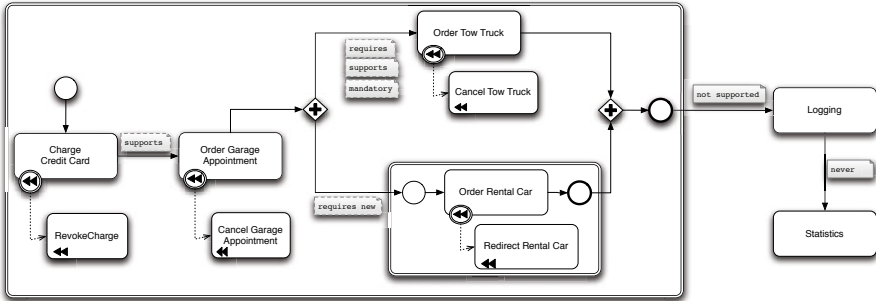 Order Tow Truck
requires
supports
mandatory
Cancel Tow Truck
not supported
Logging
Charge
Credit Card
supports
Order Garage
Appointment
never
requires new
Order Rental Car
RevokeCharge
Cancel Garage
Appointment
Redirect Rental Car
Statistics